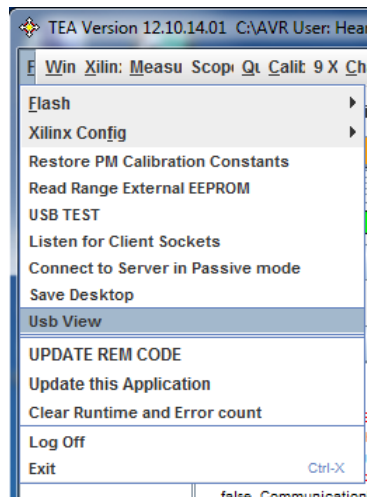 TEA Version 12.10.14.01 C:\AVR User: Hea
F Win Xilin: Measu Scop Qu Calib 9 X Ch
Flash
Xilinx Config
Restore PM Calibration Constants
Read Range External EEPROM
USB TEST
Listen for Client Sockets
Connect to Server in Passive mode
Save Desktop
Usb View
UPDATE REM CODE
Update this Application
Clear Runtime and Error count
Log Off
Exit Ctrl-X
false Communication